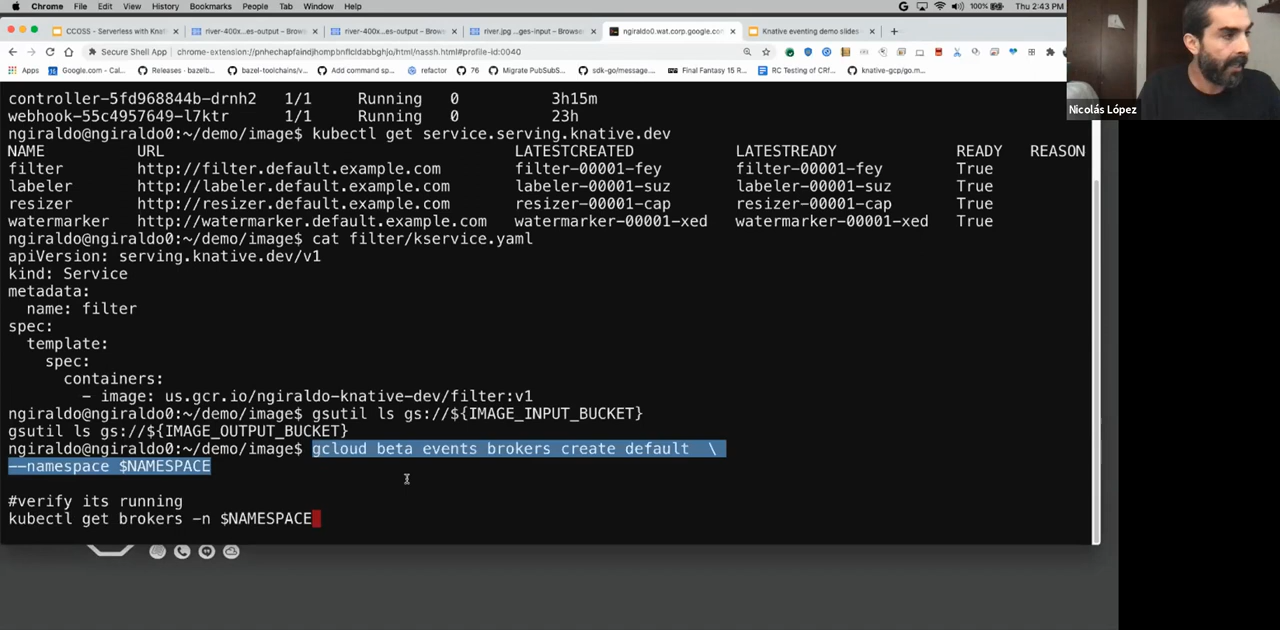 Chrome File Edit View History Bookmarks People Tab Window Help 100% Thu 2:43 PM
CCOSS - Serverless with Knat river-400x...es-output – Brow river-400x...es-output – Brows river.jpg ...ges-input – Brows ngiraldo0.wat.corp.google.com Knative eventing demo slides
Secure Shell App chrome-extension://pnhechapfaindjhompbnflcldabbghjo/html/nassh.html#profile-id:0040
Apps Google.com - Cal... Releases · bazelb... bazel-toolchains/v... Add command sp... refactor 76 Migrate PubSubS... sdk-go/message.... Final Fantasy 15 R... RC Testing of CRf... knative-gcp/go.m...
Nicolás López
controller-5fd968844b-drnh2 1/1 Running 0 3h15m
webhook-55c4957649-l7ktr 1/1 Running 0 23h
ngiraldo@ngiraldo0:~/demo/image$ kubectl get service.serving.knative.dev
NAME URL LATESTCREATED LATESTREADY READY REASON
filter http://filter.default.example.com filter-00001-fey filter-00001-fey True
labeler http://labeler.default.example.com labeler-00001-suz labeler-00001-suz True
resizer http://resizer.default.example.com resizer-00001-cap resizer-00001-cap True
watermarker http://watermarker.default.example.com watermarker-00001-xed watermarker-00001-xed True
ngiraldo@ngiraldo0:~/demo/image$ cat filter/kservice.yaml
apiVersion: serving.knative.dev/v1
kind: Service
metadata:
  name: filter
spec:
  template:
    spec:
      containers:
        - image: us.gcr.io/ngiraldo-knative-dev/filter:v1
ngiraldo@ngiraldo0:~/demo/image$ gsutil ls gs://${IMAGE_INPUT_BUCKET}
gsutil ls gs://${IMAGE_OUTPUT_BUCKET}
ngiraldo@ngiraldo0:~/demo/image$ gcloud beta events brokers create default \
--namespace $NAMESPACE
#verify its running
kubectl get brokers -n $NAMESPACE